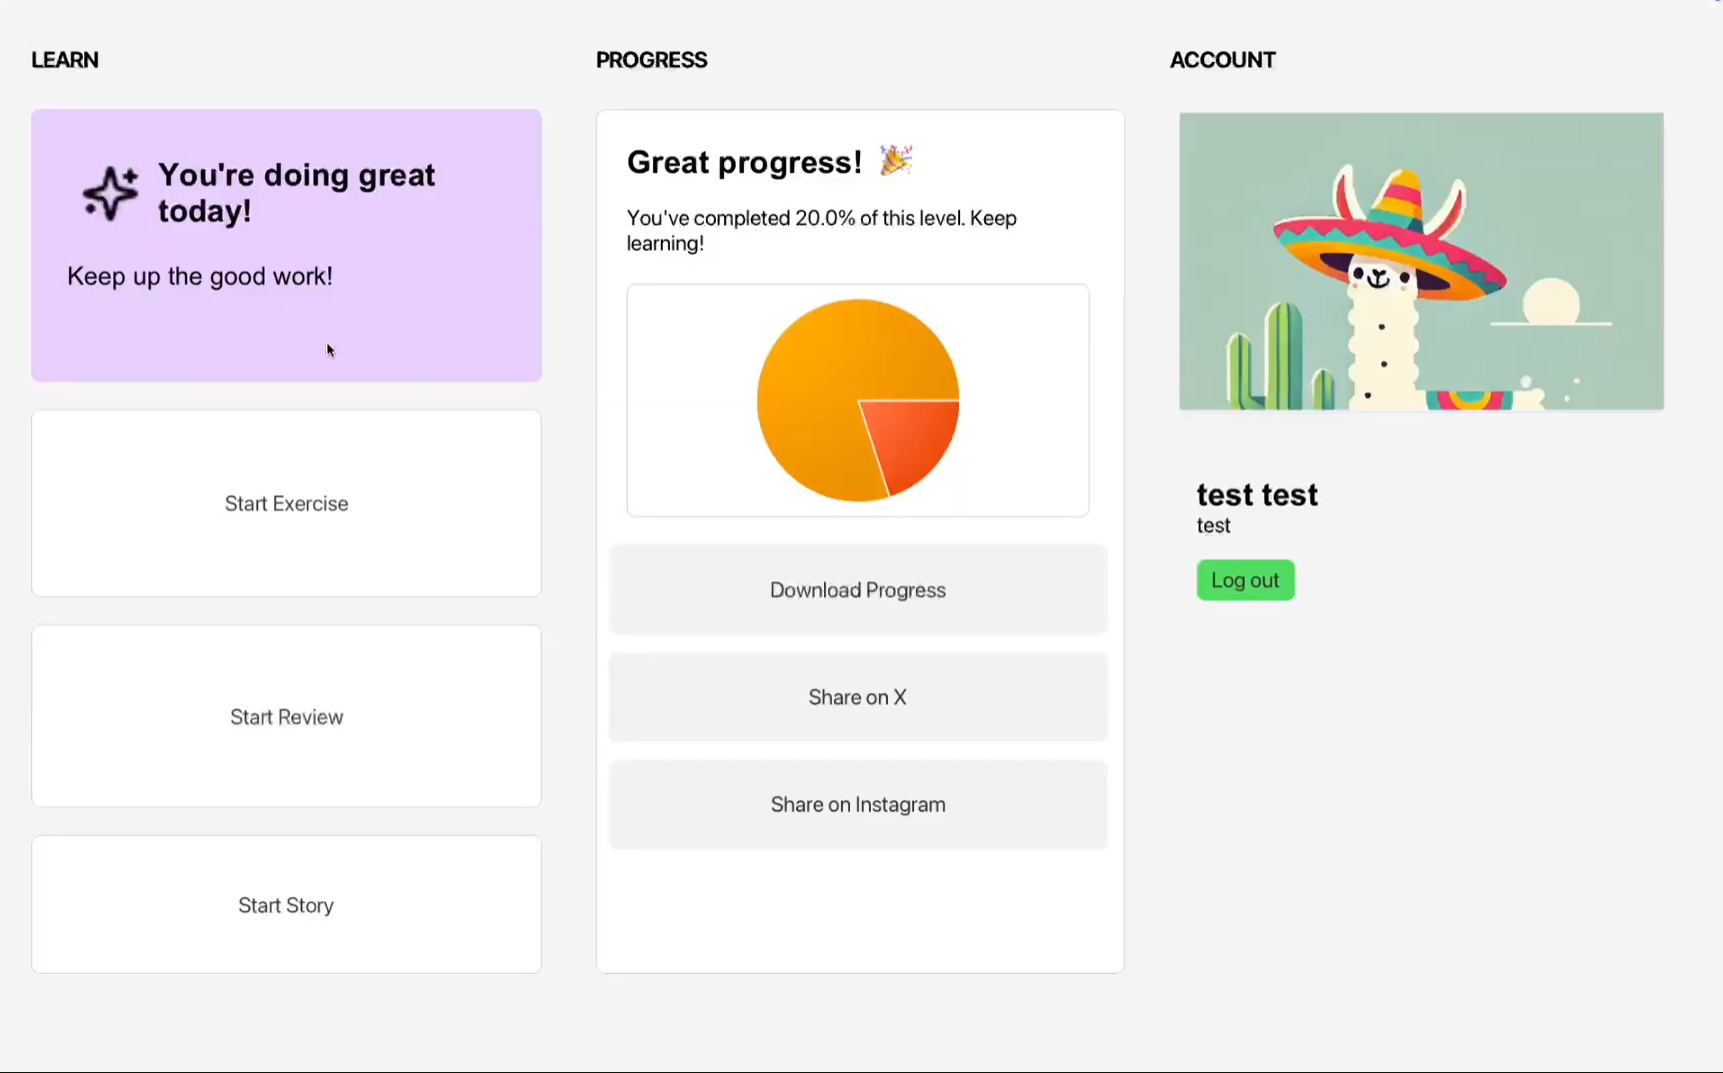 LEARN
You're doing great
today!
Keep up the good work!
Start Exercise
Start Review
Start Story
PROGRESS
Great progress! 🎉
You've completed 20.0% of this level. Keep
learning!
Download Progress
Share on X
Share on Instagram
ACCOUNT
test test
test
Log out